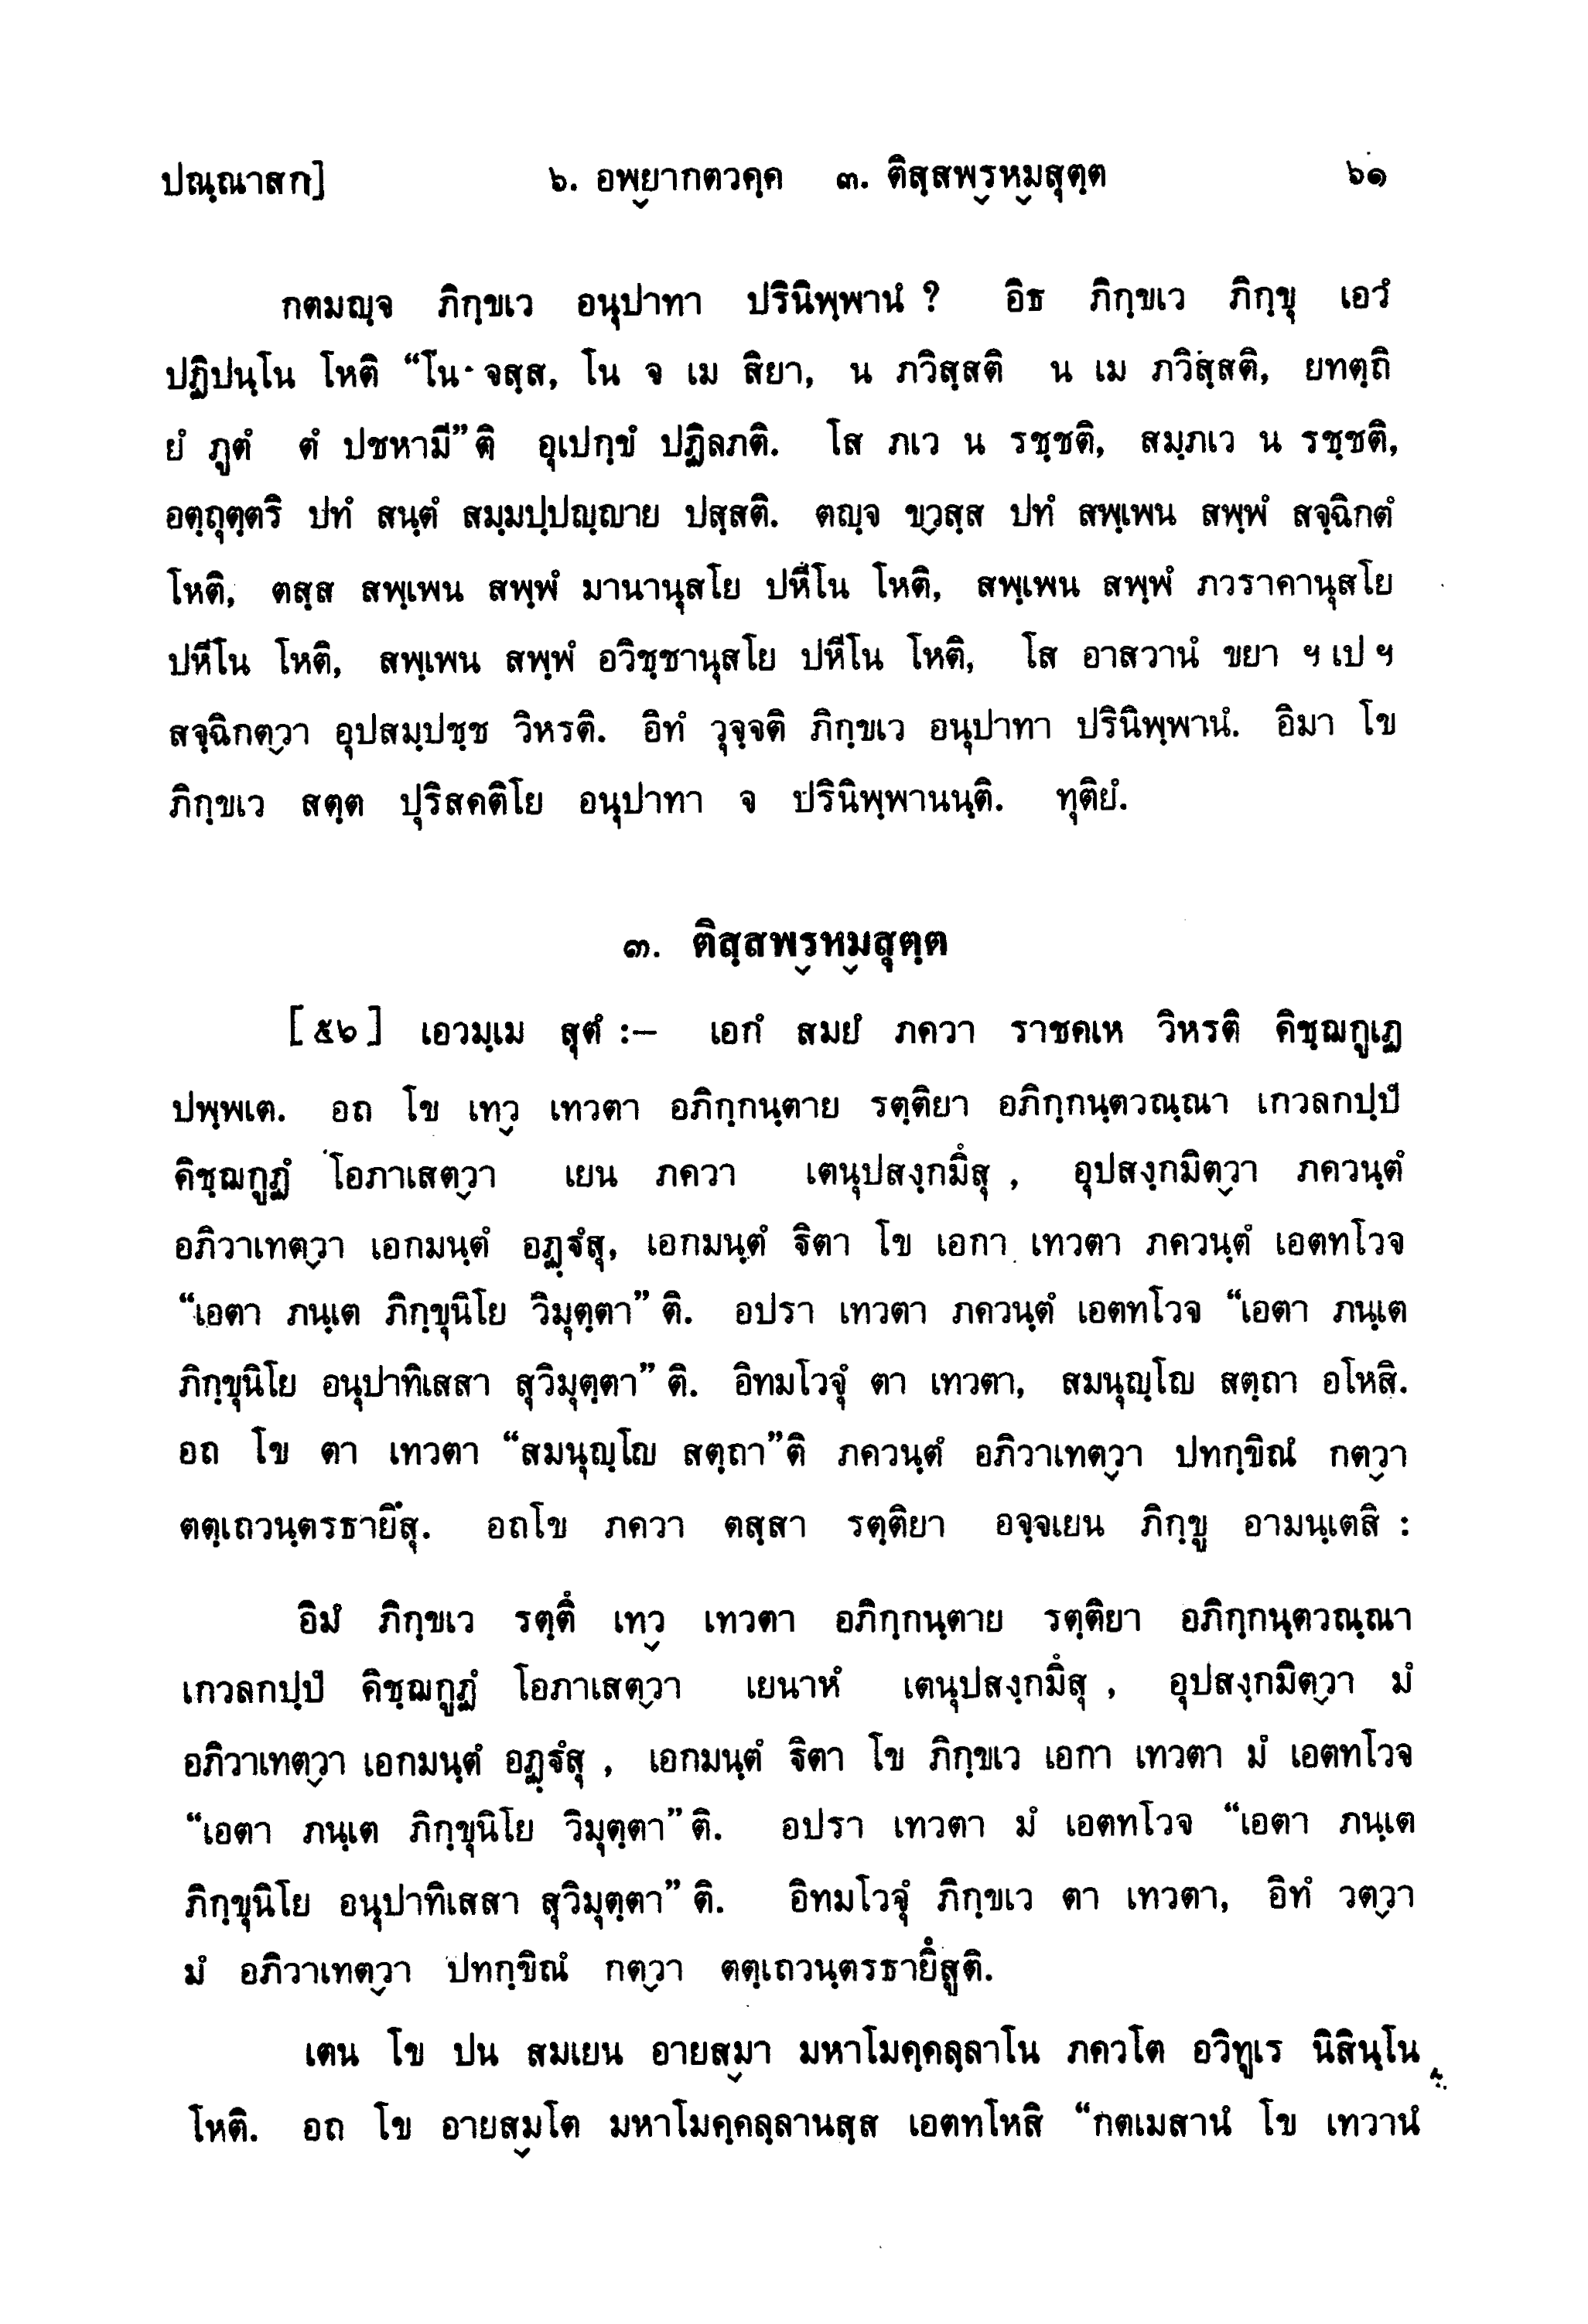 ปณฺณาสก] ๖. อพฺยากตวคฺค ๓. ติสฺสพฺรหฺมสุตฺต ๖๑
กตมญฺจ ภิกฺขเว อนุปาทา ปรินิพฺพานํ ? อิธ ภิกฺขเว ภิกฺขุ เอวํ
ปฏิปนฺโน โหติ “โน จสฺส, โน จ เม สิยา, น ภวิสฺสติ น เม ภวิสฺสติ, ยทตฺถิ
ยํ ภูตํ ตํ ปชหามี” ติ อุเปกฺขํ ปฏิลภติ. โส ภเว น รชฺชติ, สมฺภเว น รชฺชติ,
อตฺถุตฺตริ ปทํ สนฺตํ สมฺมปฺปญฺญาย ปสฺสติ. ตญฺจ ขฺวสฺส ปทํ สพฺเพน สพฺพํ สจฺฉิกตํ
โหติ, ตสฺส สพฺเพน สพฺพํ มานานุสโย ปหีโน โหติ, สพฺเพน สพฺพํ ภวราคานุสโย
ปหีโน โหติ, สพฺเพน สพฺพํ อวิชฺชานุสโย ปหีโน โหติ, โส อาสวานํ ขยา ฯ เป ฯ
สจฺฉิกตฺวา อุปสมฺปชฺช วิหรติ. อิทํ วุจฺจติ ภิกฺขเว อนุปาทา ปรินิพฺพานํ. อิมา โข
ภิกฺขเว สตฺต ปุริสคติโย อนุปาทา จ ปรินิพฺพานนฺติ. ทุติยํ.
๓. ติสฺสพฺรหฺมสุตฺต
[๕๖] เอวมฺเม สุตํ :– เอกํ สมยํ ภควา ราชคเห วิหรติ คิชฺฌกูเฏ
ปพฺพเต. อถ โข เทฺว เทวตา อภิกฺกนฺตาย รตฺติยา อภิกฺกนฺตวณฺณา เกวลกปฺปํ
คิชฺฌกูฏํ โอภาเสตฺวา เยน ภควา เตนุปสงฺกมึสุ , อุปสงฺกมิตฺวา ภควนฺตํ
อภิวาเทตฺวา เอกมนฺตํ อฏฺฐํสุ, เอกมนฺตํ ฐิตา โข เอกา เทวตา ภควนฺตํ เอตทโวจ
“เอตา ภนฺเต ภิกฺขุนิโย วิมุตฺตา” ติ. อปรา เทวตา ภควนฺตํ เอตทโวจ “เอตา ภนฺเต
ภิกฺขุนิโย อนุปาทิเสสา สุวิมุตฺตา” ติ. อิทมโวจุํ ตา เทวตา, สมนุญฺโญ สตฺถา อโหสิ.
อถ โข ตา เทวตา “สมนุญฺโญ สตฺถา”ติ ภควนฺตํ อภิวาเทตฺวา ปทกฺขิณํ กตฺวา
ตตฺเถวนฺตรธายึสุ. อถโข ภควา ตสฺสา รตฺติยา อจฺจเยน ภิกฺขู อามนฺเตสิ :
อิมํ ภิกฺขเว รตฺตึ เทฺว เทวตา อภิกฺกนฺตาย รตฺติยา อภิกฺกนฺตวณฺณา
เกวลกปฺปํ คิชฺฌกูฏํ โอภาเสตฺวา เยนาหํ เตนุปสงฺกมึสุ , อุปสงฺกมิตฺวา มํ
อภิวาเทตฺวา เอกมนฺตํ อฏฺฐํสุ , เอกมนฺตํ ฐิตา โข ภิกฺขเว เอกา เทวตา มํ เอตทโวจ
“เอตา ภนฺเต ภิกฺขุนิโย วิมุตฺตา” ติ. อปรา เทวตา มํ เอตทโวจ “เอตา ภนฺเต
ภิกฺขุนิโย อนุปาทิเสสา สุวิมุตฺตา” ติ. อิทมโวจุํ ภิกฺขเว ตา เทวตา, อิทํ วตฺวา
มํ อภิวาเทตฺวา ปทกฺขิณํ กตฺวา ตตฺเถวนฺตรธายึสูติ.
เตน โข ปน สมเยน อายสฺมา มหาโมคฺคลฺลาโน ภควโต อวิทูเร นิสินฺโน
โหติ. อถ โข อายสฺมโต มหาโมคฺคลฺลานสฺส เอตทโหสิ “กตเมสานํ โข เทวานํ